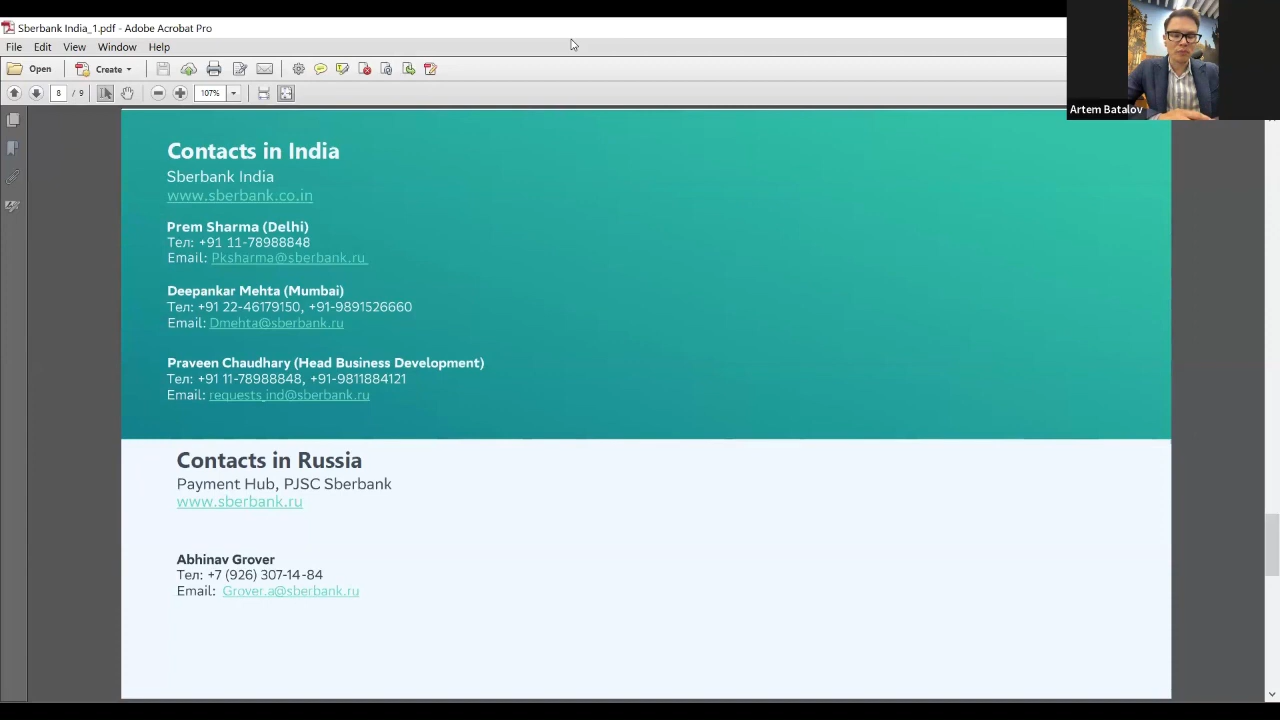 Sberbank India_1.pdf - Adobe Acrobat Pro
File Edit View Window Help
Open Create
8 / 9 107%
Artem Batalov
Contacts in India
Sberbank India
www.sberbank.co.in
Prem Sharma (Delhi)
Тел: +91 11-78988848
Email: Pksharma@sberbank.ru
Deepankar Mehta (Mumbai)
Тел: +91 22-46179150, +91-9891526660
Email: Dmehta@sberbank.ru
Praveen Chaudhary (Head Business Development)
Тел: +91 11-78988848, +91-9811884121
Email: requests_ind@sberbank.ru
Contacts in Russia
Payment Hub, PJSC Sberbank
www.sberbank.ru
Abhinav Grover
Тел: +7 (926) 307-14-84
Email: Grover.a@sberbank.ru